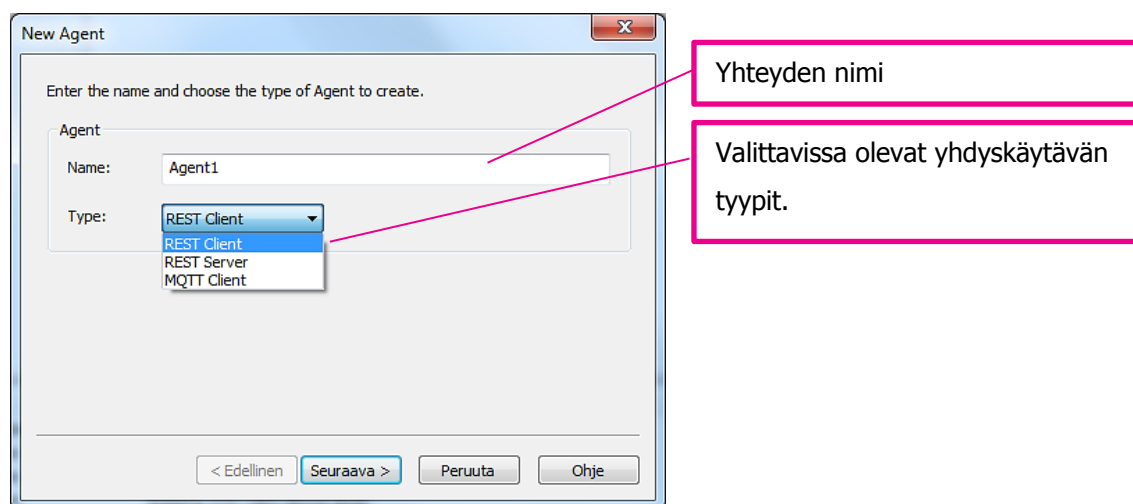 New Agent
Enter the name and choose the type of Agent to create.
Agent
Name:
Agent1
Type:
REST Client
REST Client
REST Server
MQTT Client
< Edellinen
Seuraava >
Peruuta
Ohje
Yhteyden nimi
Valittavissa olevat yhdyskäytävän
tyypit.